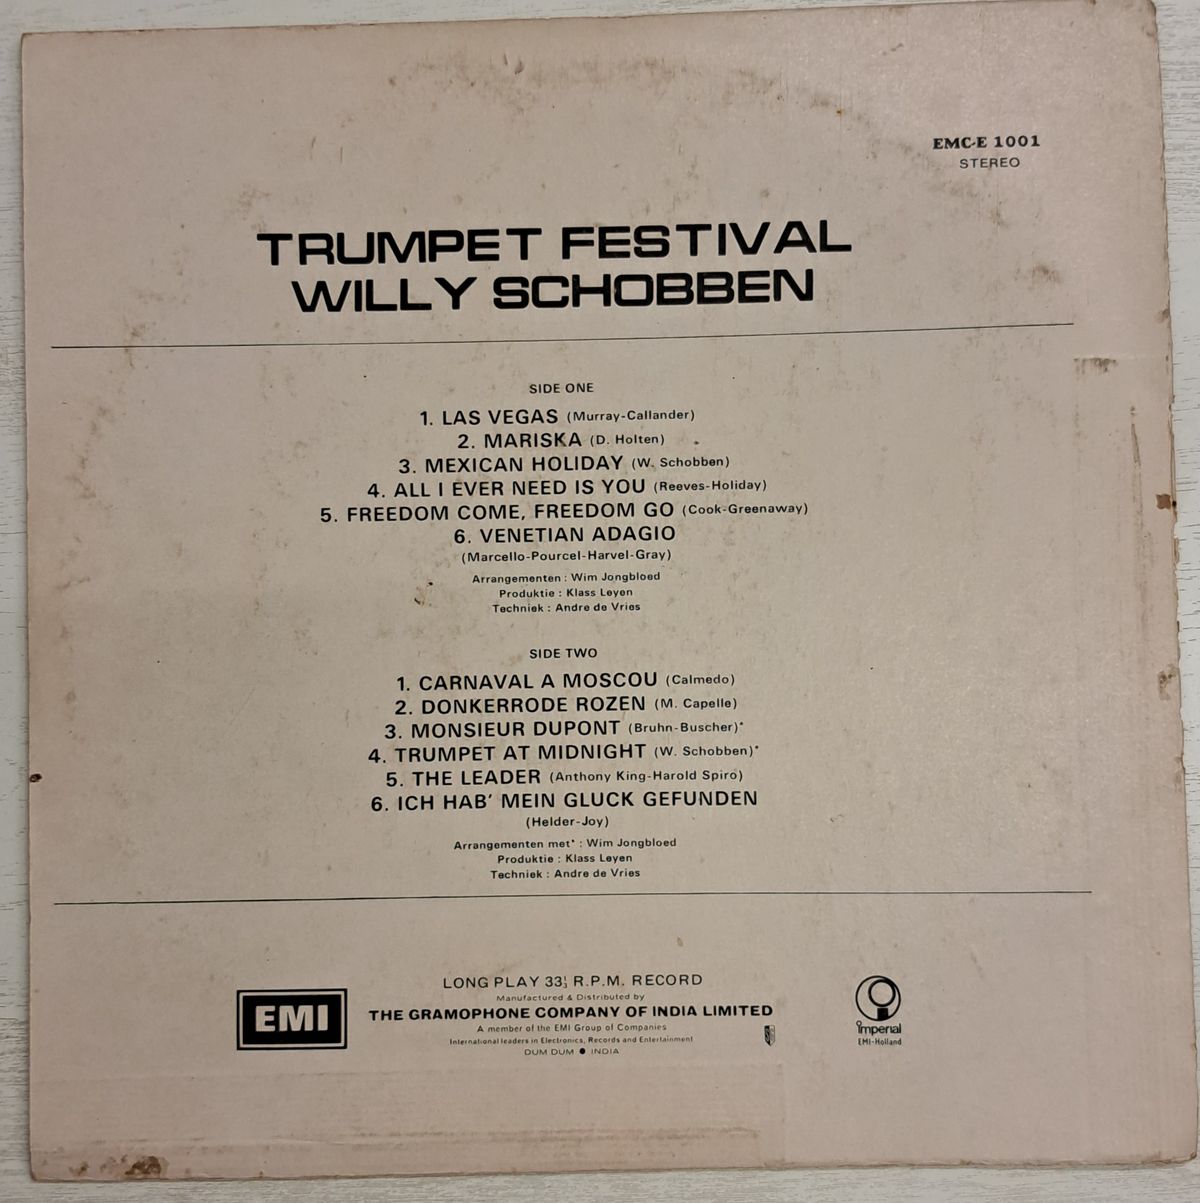 EMC-E 1001
STEREO
TRUMPET FESTIVAL
WILLY SCHOBBEN
SIDE ONE
1. LAS VEGAS (Murray-Callander)
2. MARISKA (D. Holten)
3. MEXICAN HOLIDAY (W. Schobben)
4. ALL I EVER NEED IS YOU (Reeves-Holiday)
5. FREEDOM COME, FREEDOM GO (Cook-Greenaway)
6. VENETIAN ADAGIO
(Marcello-Pourcel-Harvel-Gray)
Arrangementen : Wim Jongbloed
Produktie : Klass Leyen
Techniek : Andre de Vries
SIDE TWO
1. CARNAVAL A MOSCOU (Calmedo)
2. DONKERRODE ROZEN (M. Capelle)
3. MONSIEUR DUPONT (Bruhn-Buscher)*
4. TRUMPET AT MIDNIGHT (W. Schobben)*
5. THE LEADER (Anthony King-Harold Spiro)
6. ICH HAB' MEIN GLUCK GEFUNDEN
(Helder-Joy)
Arrangementen met* : Wim Jongbloed
Produktie : Klass Leyen
Techniek : Andre de Vries
EMI
LONG PLAY 33⅓ R.P.M. RECORD
Manufactured & Distributed by
THE GRAMOPHONE COMPANY OF INDIA LIMITED
A member of the EMI Group of Companies
International leaders in Electronics, Records and Entertainment
DUM DUM ● INDIA
imperial
EMI-Holland